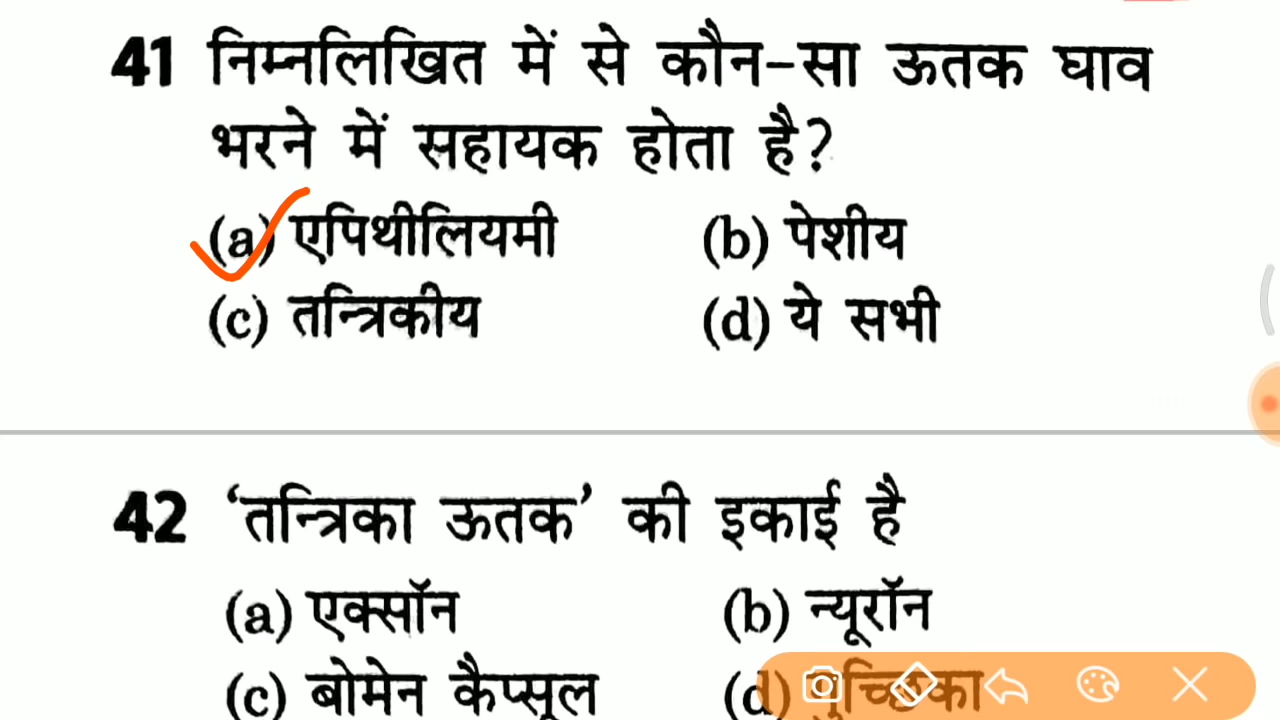 41 निम्नलिखित में से कौन-सा ऊतक घाव
भरने में सहायक होता है?
(a) एपिथीलियमी (b) पेशीय
(c) तन्त्रिकीय (d) ये सभी
42 'तन्त्रिका ऊतक' की इकाई है
(a) एक्सॉन (b) न्यूरॉन
(c) बोमेन कैप्सूल (d) पुच्छिका